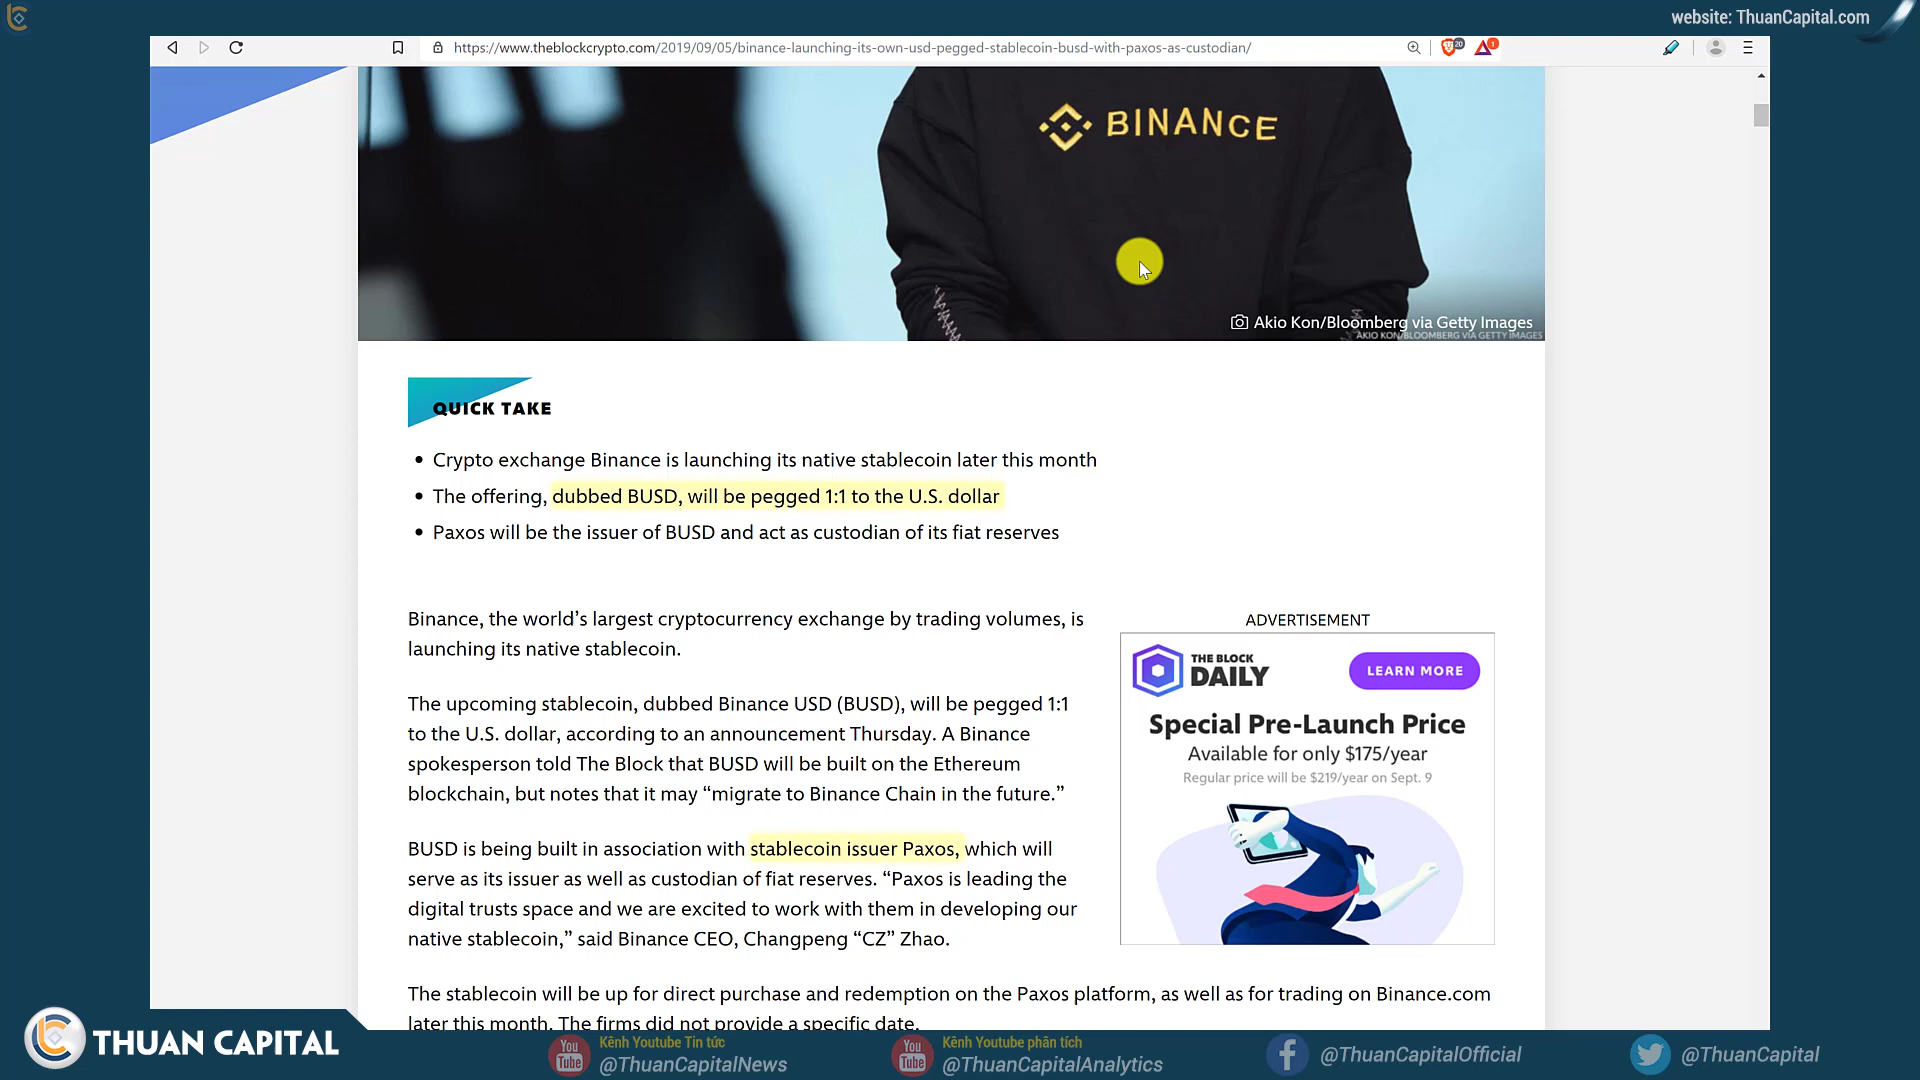 website: ThuanCapital.com
https://www.theblockcrypto.com/2019/09/05/binance-launching-its-own-usd-pegged-stablecoin-busd-with-paxos-as-custodian/
20
1
BINANCE
Akio Kon/Bloomberg via Getty Images
AKIO KON/BLOOMBERG VIA GETTY IMAGES
QUICK TAKE
• Crypto exchange Binance is launching its native stablecoin later this month
• The offering, dubbed BUSD, will be pegged 1:1 to the U.S. dollar
• Paxos will be the issuer of BUSD and act as custodian of its fiat reserves
Binance, the world’s largest cryptocurrency exchange by trading volumes, is
launching its native stablecoin.
The upcoming stablecoin, dubbed Binance USD (BUSD), will be pegged 1:1
to the U.S. dollar, according to an announcement Thursday. A Binance
spokesperson told The Block that BUSD will be built on the Ethereum
blockchain, but notes that it may “migrate to Binance Chain in the future.”
BUSD is being built in association with stablecoin issuer Paxos, which will
serve as its issuer as well as custodian of fiat reserves. “Paxos is leading the
digital trusts space and we are excited to work with them in developing our
native stablecoin,” said Binance CEO, Changpeng “CZ” Zhao.
ADVERTISEMENT
THE BLOCK
DAILY
LEARN MORE
Special Pre-Launch Price
Available for only $175/year
Regular price will be $219/year on Sept. 9
The stablecoin will be up for direct purchase and redemption on the Paxos platform, as well as for trading on Binance.com
later this month. The firms did not provide a specific date.
THUAN CAPITAL
You
Tube
Kênh Youtube Tin tức
@ThuanCapitalNews
You
Tube
Kênh Youtube phân tích
@ThuanCapitalAnalytics
@ThuanCapitalOfficial
@ThuanCapital